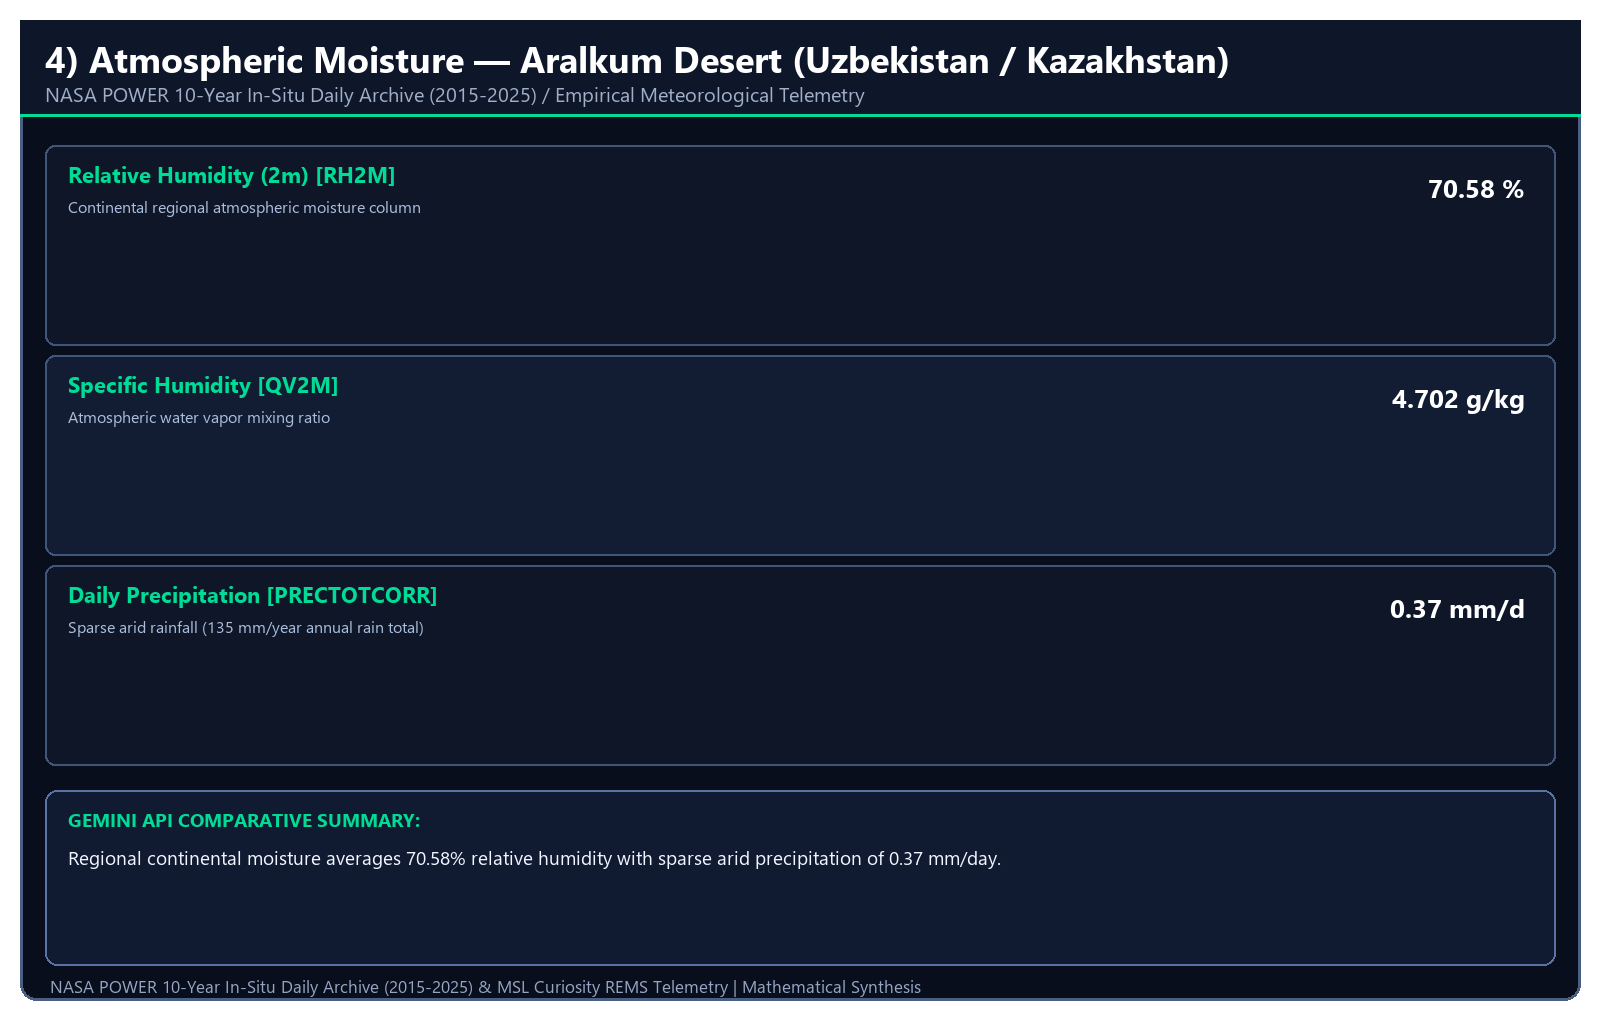 4) Atmospheric Moisture — Aralkum Desert (Uzbekistan / Kazakhstan)
NASA POWER 10-Year In-Situ Daily Archive (2015-2025) / Empirical Meteorological Telemetry
Relative Humidity (2m) [RH2M]
70.58 %
Continental regional atmospheric moisture column
Specific Humidity [QV2M]
4.702 g/kg
Atmospheric water vapor mixing ratio
Daily Precipitation [PRECTOTCORR]
0.37 mm/d
Sparse arid rainfall (135 mm/year annual rain total)
GEMINI API COMPARATIVE SUMMARY:
Regional continental moisture averages 70.58% relative humidity with sparse arid precipitation of 0.37 mm/day.
NASA POWER 10-Year In-Situ Daily Archive (2015-2025) & MSL Curiosity REMS Telemetry | Mathematical Synthesis